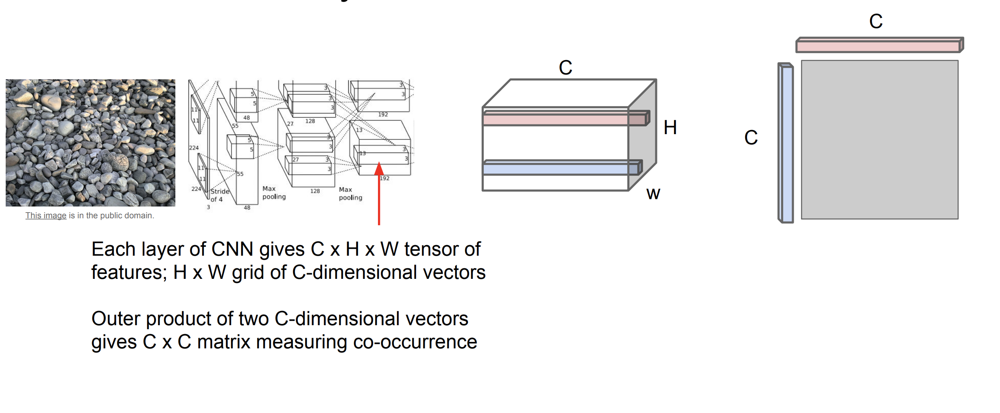 C
C
C
H
C
W
11
11
224
11
11
224
Stride
of 4
3
5
5
48
55
5
5
55
48
Max
pooling
3
3
3
128
27
3
3
27
3
3
128
Max
pooling
3
3
192
13
13
3
3
192
This image is in the public domain.
Each layer of CNN gives C x H x W tensor of
features; H x W grid of C-dimensional vectors
Outer product of two C-dimensional vectors
gives C x C matrix measuring co-occurrence